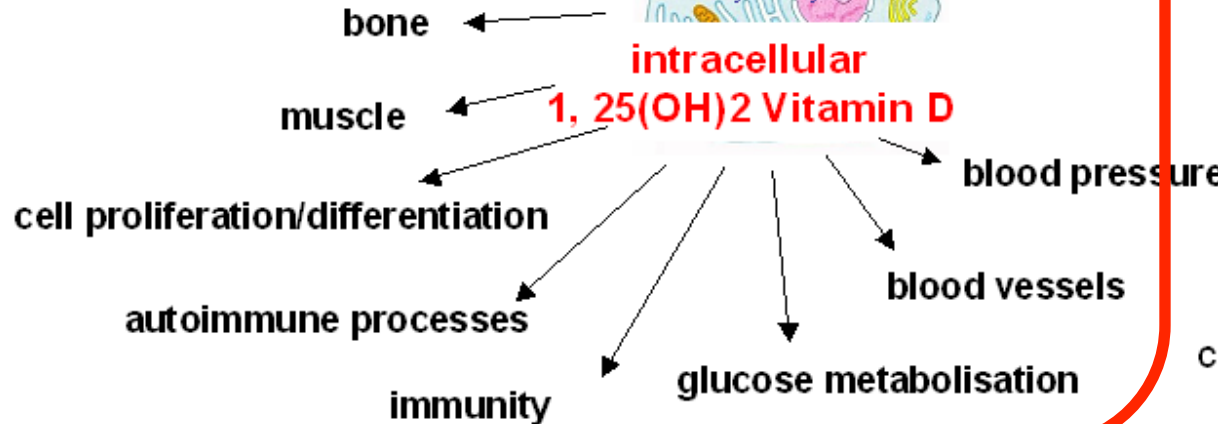 bone
intracellular
1, 25(OH)2 Vitamin D
muscle
blood pressure
cell proliferation/differentiation
blood vessels
autoimmune processes
glucose metabolisation
immunity